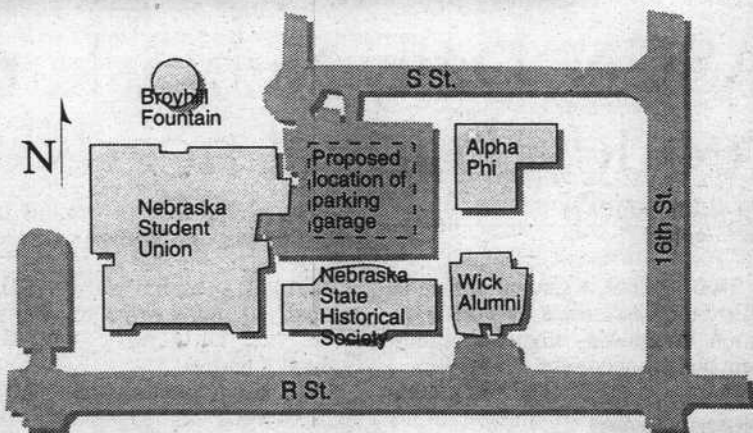 S St.
Broyhill
Fountain
N
Proposed
location of
parking
garage
Alpha
Phi
Nebraska
Student
Union
16th St.
Nebraska
State
Historical
Society
Wick
Alumni
R St.